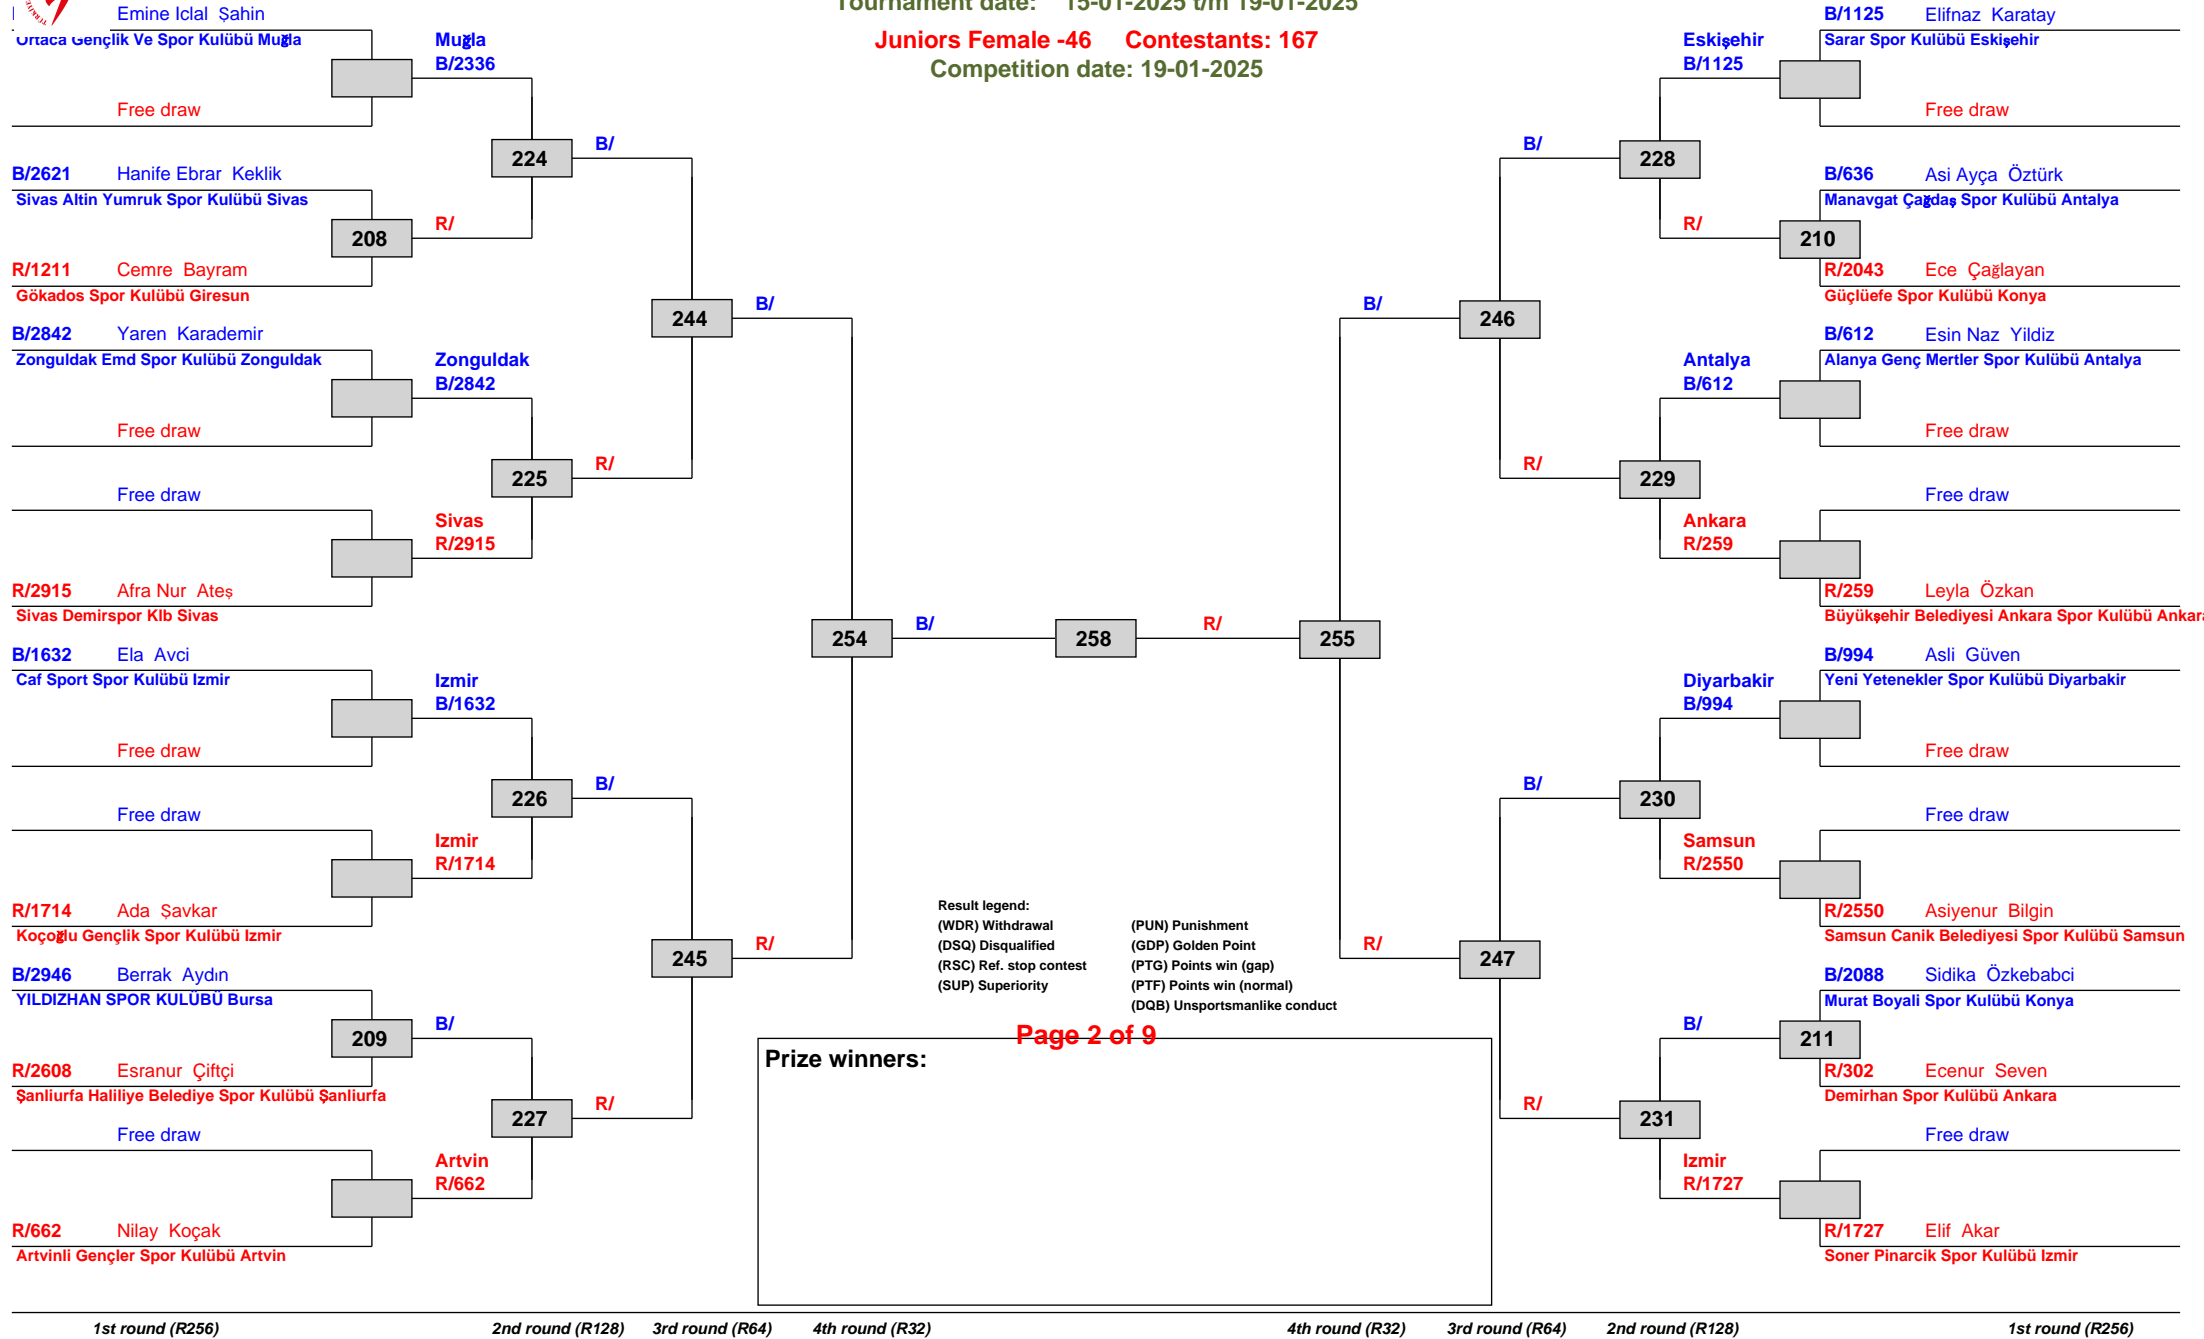 Tournament date: 15-01-2025 t/m 19-01-2025
Juniors Female -46 Contestants: 167
Competition date: 19-01-2025
Emine Iclal Şahin
Ortaca Gençlik Ve Spor Kulübü Muğla
Free draw
B/2621 Hanife Ebrar Keklik
Sivas Altin Yumruk Spor Kulübü Sivas
R/1211 Cemre Bayram
Gökados Spor Kulübü Giresun
B/2842 Yaren Karademir
Zonguldak Emd Spor Kulübü Zonguldak
Free draw
Free draw
R/2915 Afra Nur Ateş
Sivas Demirspor Klb Sivas
B/1632 Ela Avci
Caf Sport Spor Kulübü Izmir
Free draw
Free draw
R/1714 Ada Şavkar
Koçoğlu Gençlik Spor Kulübü Izmir
B/2946 Berrak Aydın
YILDIZHAN SPOR KULÜBÜ Bursa
R/2608 Esranur Çiftçi
Şanliurfa Haliliye Belediye Spor Kulübü Şanliurfa
Free draw
R/662 Nilay Koçak
Artvinli Gençler Spor Kulübü Artvin
208
209
Muğla
B/2336
R/
Zonguldak
B/2842
Sivas
R/2915
Izmir
B/1632
Izmir
R/1714
B/
Artvin
R/662
224
225
226
227
B/
R/
B/
R/
244
245
B/
R/
254
B/
258
R/
255
B/
R/
246
247
B/
R/
B/
R/
228
229
230
231
Eskişehir
B/1125
R/
Antalya
B/612
Ankara
R/259
Diyarbakir
B/994
Samsun
R/2550
B/
Izmir
R/1727
210
211
B/1125 Elifnaz Karatay
Sarar Spor Kulübü Eskişehir
Free draw
B/636 Asi Ayça Öztürk
Manavgat Çağdaş Spor Kulübü Antalya
R/2043 Ece Çağlayan
Güçlüefe Spor Kulübü Konya
B/612 Esin Naz Yildiz
Alanya Genç Mertler Spor Kulübü Antalya
Free draw
Free draw
R/259 Leyla Özkan
Büyükşehir Belediyesi Ankara Spor Kulübü Ankara
B/994 Asli Güven
Yeni Yetenekler Spor Kulübü Diyarbakir
Free draw
Free draw
R/2550 Asiyenur Bilgin
Samsun Canik Belediyesi Spor Kulübü Samsun
B/2088 Sidika Özkebabci
Murat Boyali Spor Kulübü Konya
R/302 Ecenur Seven
Demirhan Spor Kulübü Ankara
Free draw
R/1727 Elif Akar
Soner Pinarcik Spor Kulübü Izmir
Result legend:
(WDR) Withdrawal (PUN) Punishment
(DSQ) Disqualified (GDP) Golden Point
(RSC) Ref. stop contest (PTG) Points win (gap)
(SUP) Superiority (PTF) Points win (normal)
(DQB) Unsportsmanlike conduct
Page 2 of 9
Prize winners:
1st round (R256) 2nd round (R128) 3rd round (R64) 4th round (R32) 4th round (R32) 3rd round (R64) 2nd round (R128) 1st round (R256)